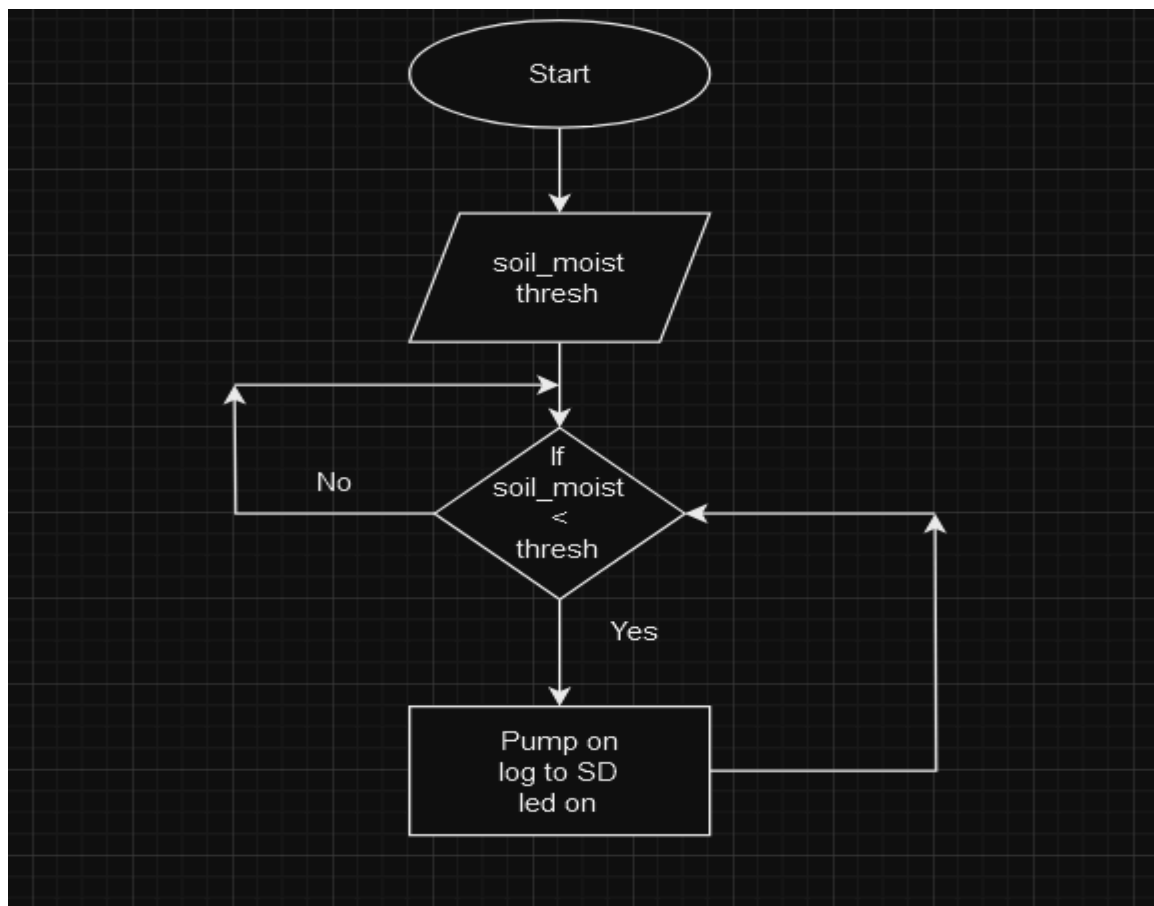 Start
soil_moist
thresh
If
soil_moist
<
thresh
No
Yes
Pump on
log to SD
led on